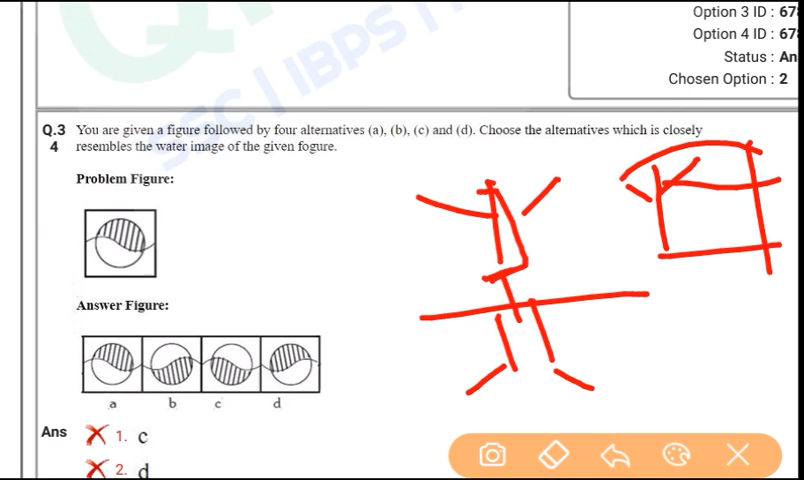 Option 3 ID : 67
Option 4 ID : 67
Status : An
Chosen Option : 2
SSC | IBPS |
Q.3 You are given a figure followed by four alternatives (a), (b), (c) and (d). Choose the alternatives which is closely
4 resembles the water image of the given fogure.
Problem Figure:
Answer Figure:
a b c d
Ans 1. c
2. d